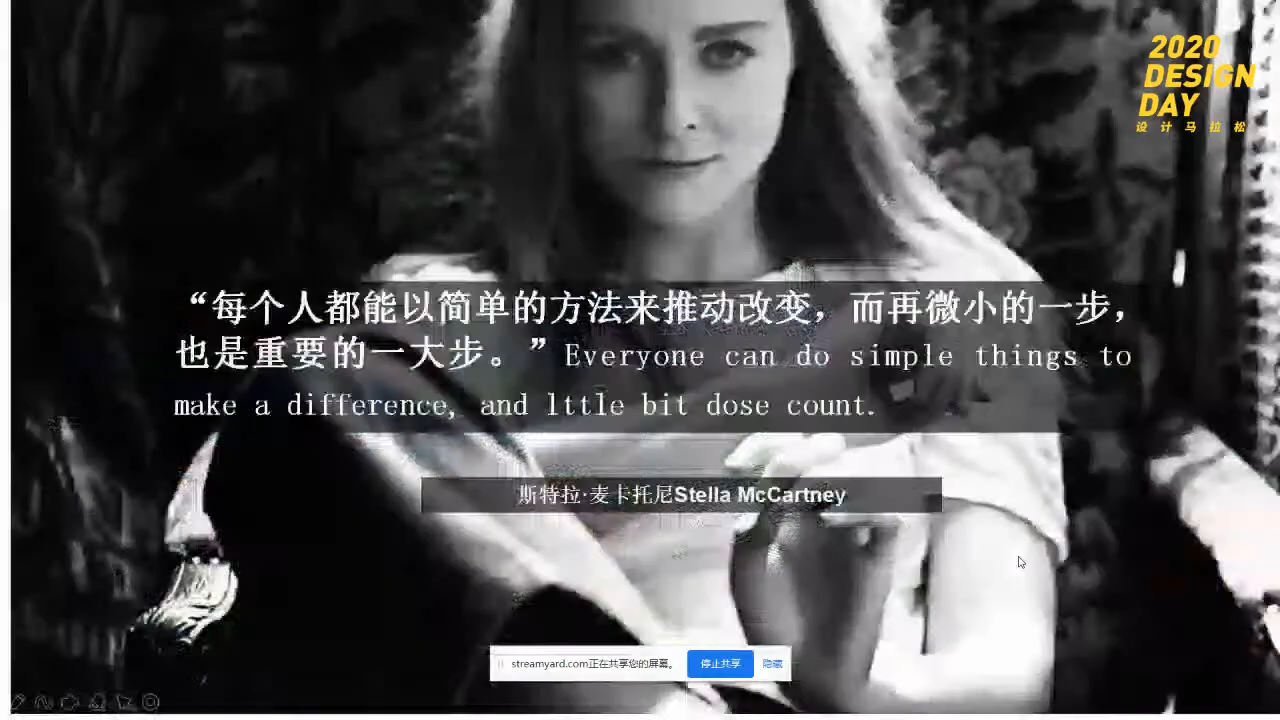 2020
DESIGN
DAY
设计马拉松
“每个人都能以简单的方法来推动改变，而再微小的一步，
也是重要的一大步。”Everyone can do simple things to
make a difference, and lttle bit dose count.
斯特拉·麦卡托尼Stella McCartney
streamyard.com正在共享您的屏幕。 停止共享 隐藏